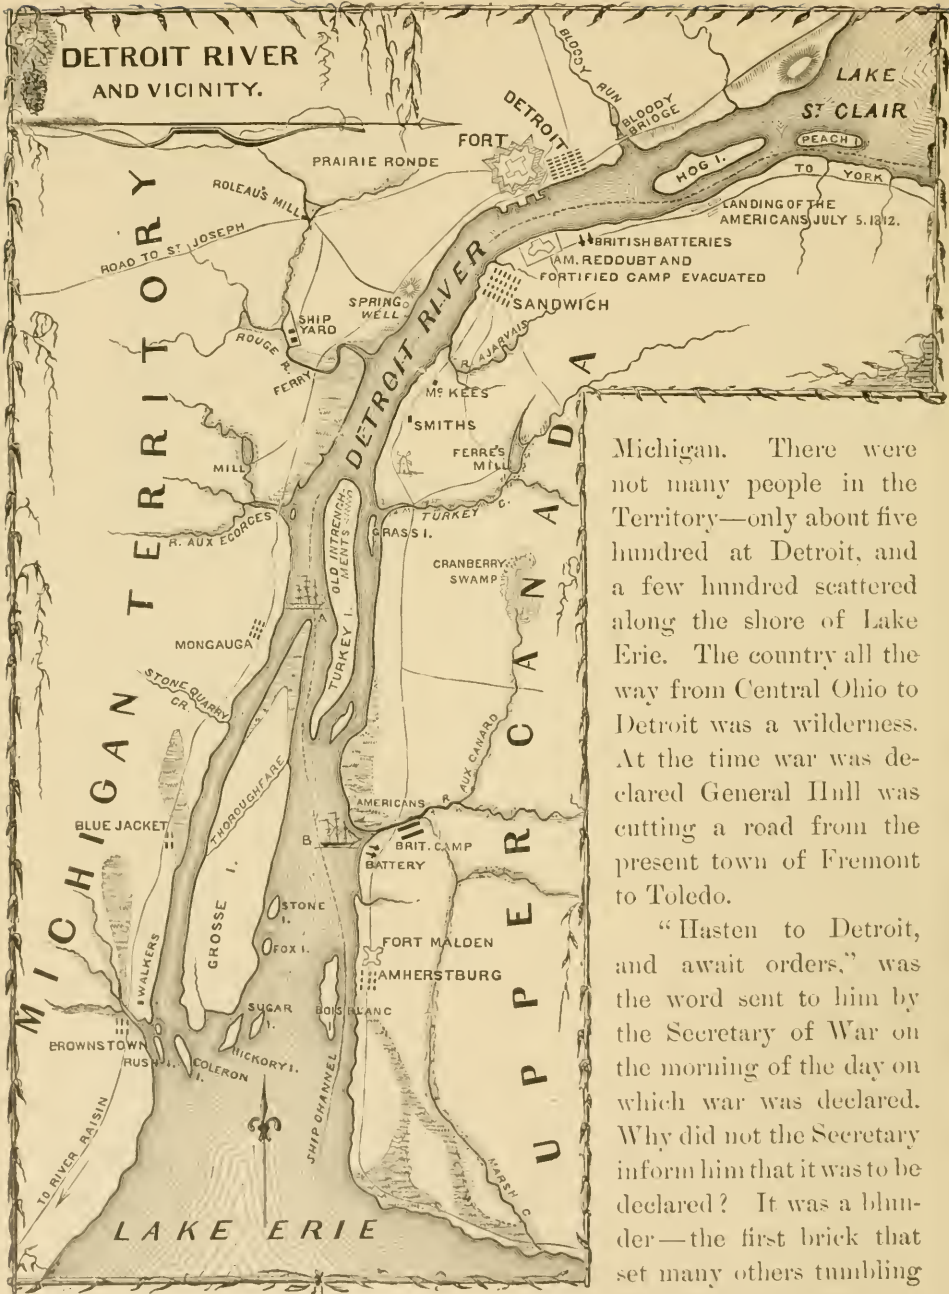 DETROIT RIVER
AND VICINITY.
LAKE
ST. CLAIR
PEACH I.
BLOODY RUN
BLOODY
BRIDGE
DETROIT
FORT
HOG I.
TO YORK
PRAIRIE RONDE
ROLEAU'S MILL
ROAD TO ST. JOSEPH
LANDING OF THE
AMERICANS JULY 5.1812.
BRITISH BATTERIES
AM. REDOUBT AND
FORTIFIED CAMP EVACUATED
SANDWICH
SPRING
WELL
SHIP
YARD
ROUGE R.
FERRY
DETROIT RIVER
R. AJARVAIS
Mc KEES
SMITHS
FERRE'S
MILL
MILL
R. AUX ECORCES
TURKEY C.
GRASS I.
OLD INTRENCH-
MENTS
TURKEY I.
A
CRANBERRY
SWAMP
MONGAUGA
STONE QUARRY
CR.
THOROUGHFARE
R. AUX CANARD
AMERICANS
BRIT. CAMP
BATTERY
B
BLUE JACKET
GROSSE I.
STONE
I.
FOX I.
FORT MALDEN
AMHERSTBURG
WALKERS
SUGAR
I.
BOIS BLANC
BROWNSTOWN
RUSH I.
COLERON
I.
HICKORY I.
SHIP CHANNEL
TO RIVER RAISIN
MARSH C.
LAKE ERIE
MICHIGAN TERRITORY
UPPER CANADA
Michigan. There were
not many people in the
Territory—only about five
hundred at Detroit, and
a few hundred scattered
along the shore of Lake
Erie. The country all the
way from Central Ohio to
Detroit was a wilderness.
At the time war was de-
clared General Hull was
cutting a road from the
present town of Fremont
to Toledo.
“Hasten to Detroit,
and await orders,” was
the word sent to him by
the Secretary of War on
the morning of the day on
which war was declared.
Why did not the Secretary
inform him that it was to be
declared? It was a blun-
der—the first brick that
set many others tumbling